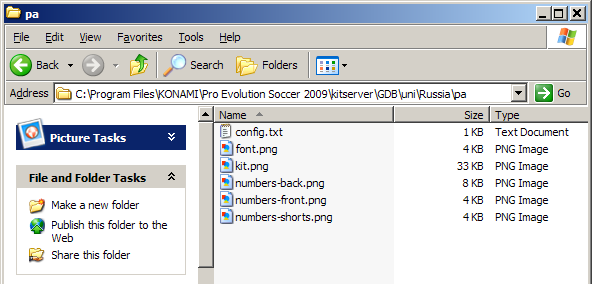 pa
File Edit View Favorites Tools Help
Back Search Folders
Address C:\Program Files\KONAMI\Pro Evolution Soccer 2009\kitserver\GDB\uni\Russia\pa Go
Picture Tasks
File and Folder Tasks
Make a new folder
Publish this folder to the
Web
Share this folder
Name Size Type
config.txt 1 KB Text Document
font.png 4 KB PNG Image
kit.png 33 KB PNG Image
numbers-back.png 8 KB PNG Image
numbers-front.png 4 KB PNG Image
numbers-shorts.png 4 KB PNG Image